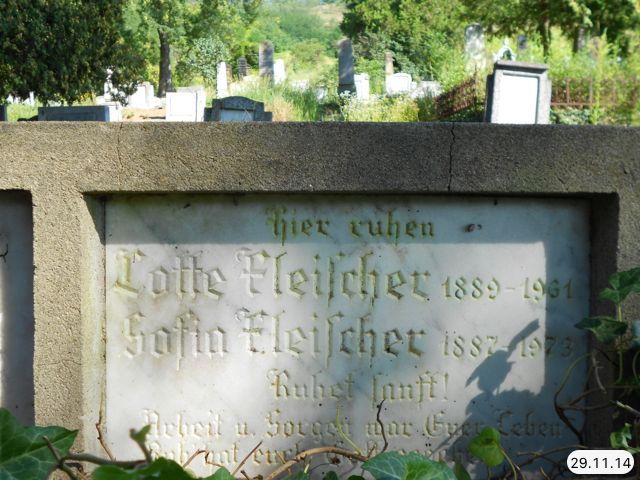 Hier ruhen
Lotte Fleischer 1889-1961
Sofia Fleischer 1887-1973
Ruhet sanft!
Arbeit u. Sorgen war Euer Leben
29.11.14